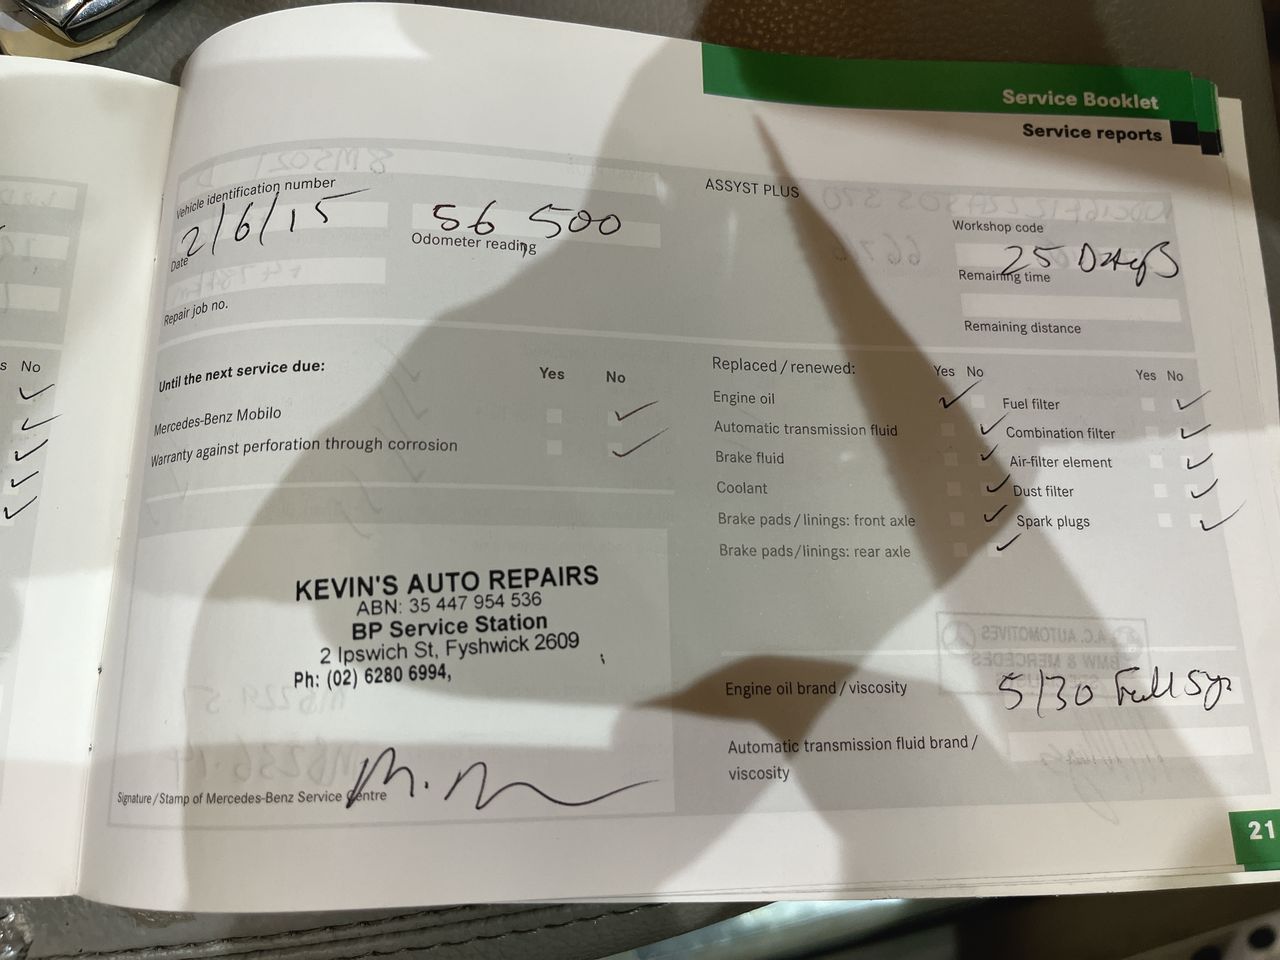 Service Booklet
Service reports
Vehicle identification number
2/6/15
Date
56 500
Odometer reading
Repair job no.
ASSYST PLUS
Workshop code
25 Days
Remaining time
Remaining distance
Until the next service due: Yes No
Mercedes-Benz Mobilo
Warranty against perforation through corrosion
Replaced / renewed: Yes No Yes No
Engine oil Fuel filter
Automatic transmission fluid Combination filter
Brake fluid Air-filter element
Coolant Dust filter
Brake pads / linings: front axle Spark plugs
Brake pads/linings: rear axle
s No
KEVIN'S AUTO REPAIRS
ABN: 35 447 954 536
BP Service Station
2 Ipswich St, Fyshwick 2609
Ph: (02) 6280 6994,
Signature/Stamp of Mercedes-Benz Service Centre
Engine oil brand / viscosity 5/30 Full Syn
Automatic transmission fluid brand /
viscosity
21